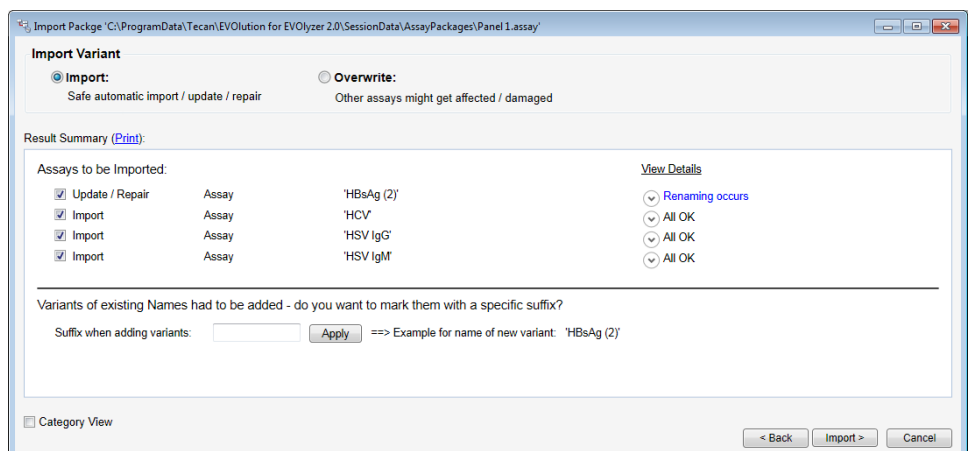 Import Packge 'C:\ProgramData\Tecan\EVOlution for EVOlyzer 2.0\SessionData\AssayPackages\Panel 1.assay'
Import Variant
Import: Overwrite:
Safe automatic import / update / repair Other assays might get affected / damaged
Result Summary (Print):
Assays to be Imported: View Details
Update / Repair Assay 'HBsAg (2)' Renaming occurs
Import Assay 'HCV' All OK
Import Assay 'HSV IgG' All OK
Import Assay 'HSV IgM' All OK
Variants of existing Names had to be added - do you want to mark them with a specific suffix?
Suffix when adding variants: Apply ==> Example for name of new variant: 'HBsAg (2)'
Category View
< Back Import > Cancel